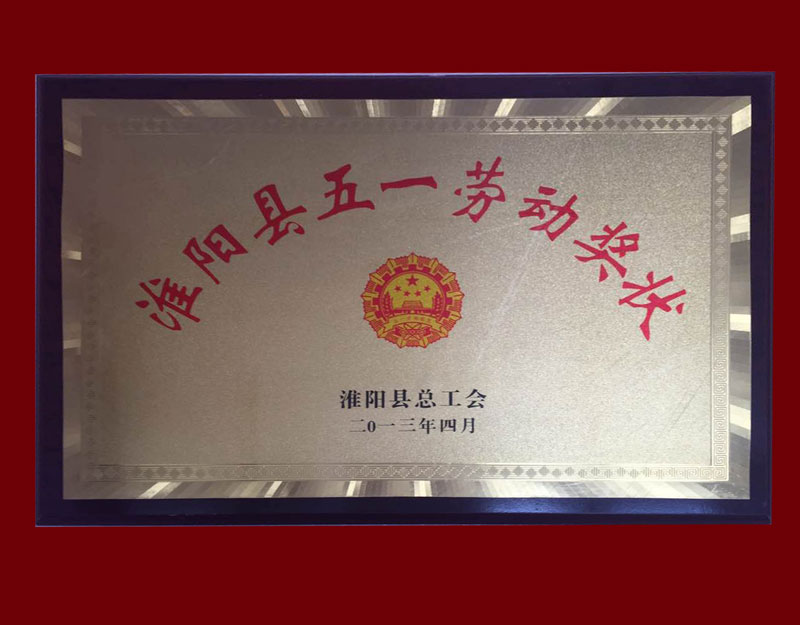 淮阳县五一劳动奖状
淮阳县总工会
二0一三年四月